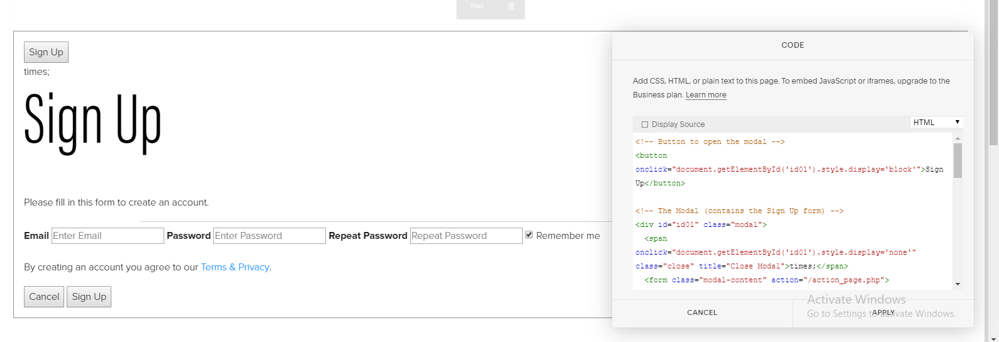 Text
Sign Up
times;
Sign Up
Please fill in this form to create an account.
Email Enter Email Password Enter Password Repeat Password Repeat Password Remember me
By creating an account you agree to our Terms & Privacy.
Cancel Sign Up
CODE
Add CSS, HTML, or plain text to this page. To embed JavaScript or iframes, upgrade to the
Business plan. Learn more
Display Source HTML
<!-- Button to open the modal -->
<button
onclick="document.getElementById('id01').style.display='block'">Sign
Up</button>
<!-- The Modal (contains the Sign Up form) -->
<div id="id01" class="modal">
<span
onclick="document.getElementById('id01').style.display='none'"
class="close" title="Close Modal">times;</span>
<form class="modal-content" action="/action_page.php">
Activate Windows
Go to Settings to activate Windows.
CANCEL APPLY